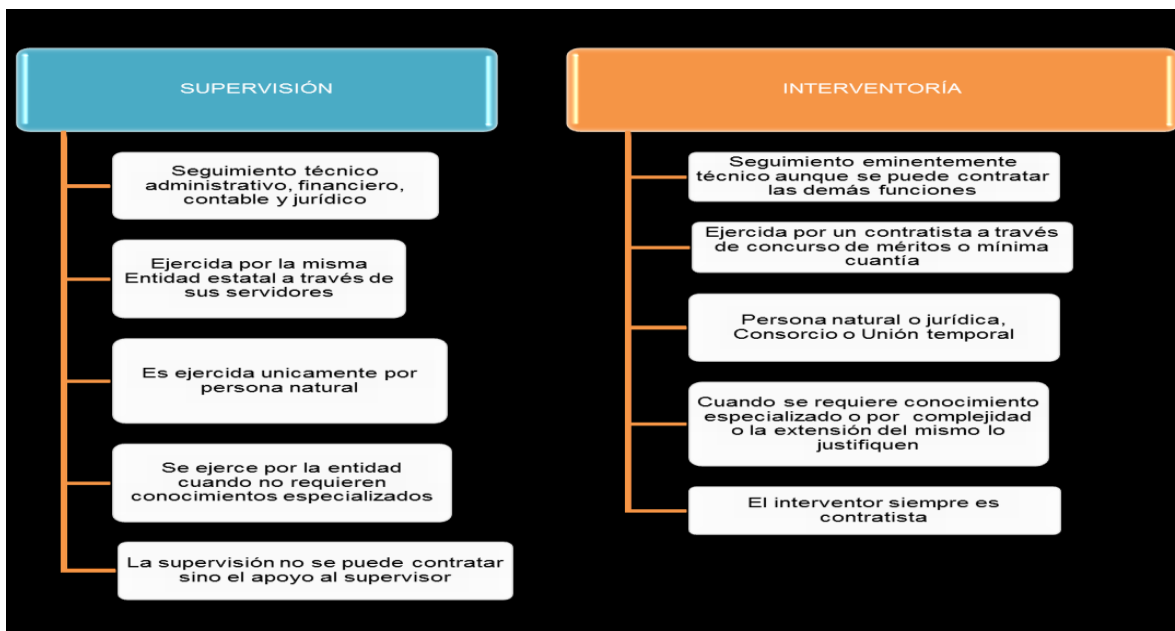 SUPERVISIÓN
Seguimiento técnico
administrativo, financiero,
contable y jurídico
Ejercida por la misma
Entidad estatal a través de
sus servidores
Es ejercida unicamente por
persona natural
Se ejerce por la entidad
cuando no requieren
conocimientos especializados
La supervisión no se puede contratar
sino el apoyo al supervisor
INTERVENTORÍA
Seguimiento eminentemente
técnico aunque se puede contratar
las demás funciones
Ejercida por un contratista a través
de concurso de méritos o mínima
cuantía
Persona natural o jurídica,
Consorcio o Unión temporal
Cuando se requiere conocimiento
especializado o por complejidad
o la extensión del mismo lo
justifiquen
El interventor siempre es
contratista